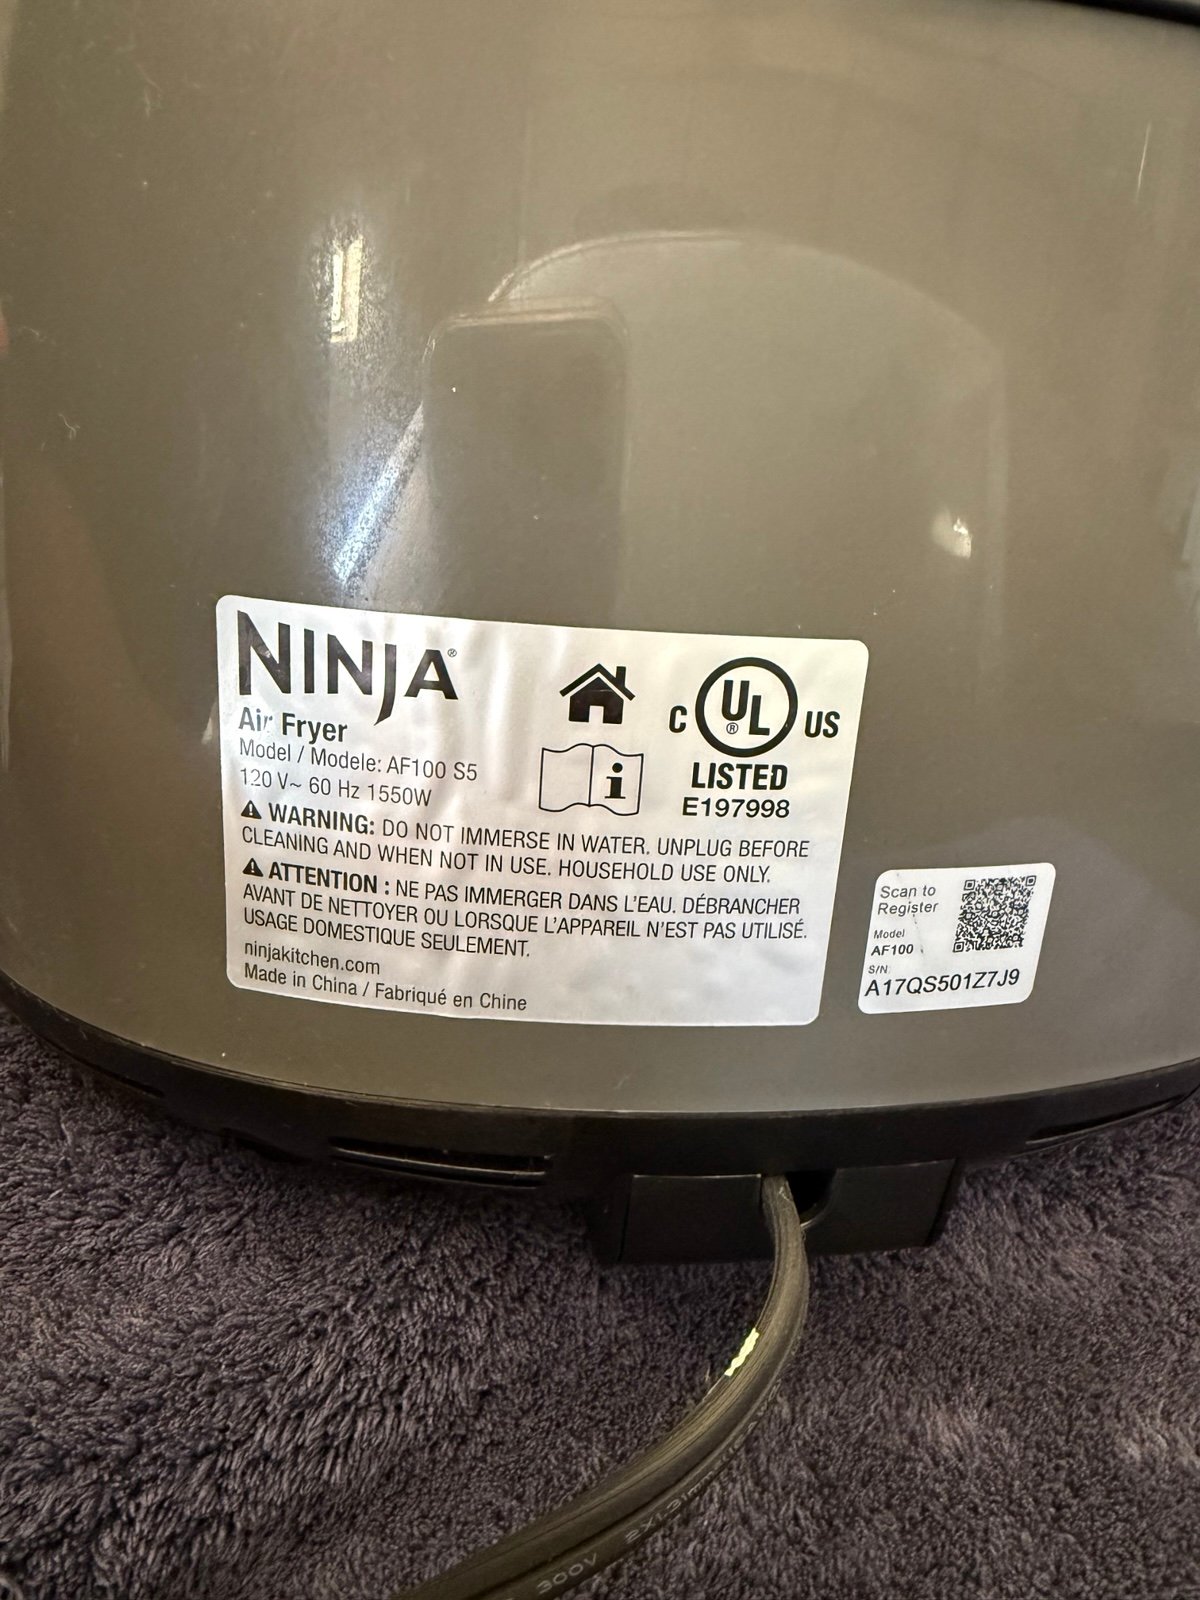 NINJA®
Air Fryer
Model / Modele: AF100 S5
120 V~ 60 Hz 1550W
C UL® US
LISTED
E197998
⚠ WARNING: DO NOT IMMERSE IN WATER. UNPLUG BEFORE
CLEANING AND WHEN NOT IN USE. HOUSEHOLD USE ONLY.
⚠ ATTENTION : NE PAS IMMERGER DANS L'EAU. DÉBRANCHER
AVANT DE NETTOYER OU LORSQUE L'APPAREIL N'EST PAS UTILISÉ.
USAGE DOMESTIQUE SEULEMENT.
ninjakitchen.com
Made in China / Fabriqué en Chine
Scan to
Register
Model
AF100
S/N
A17QS501Z7J9
300V 2X1.31mm²